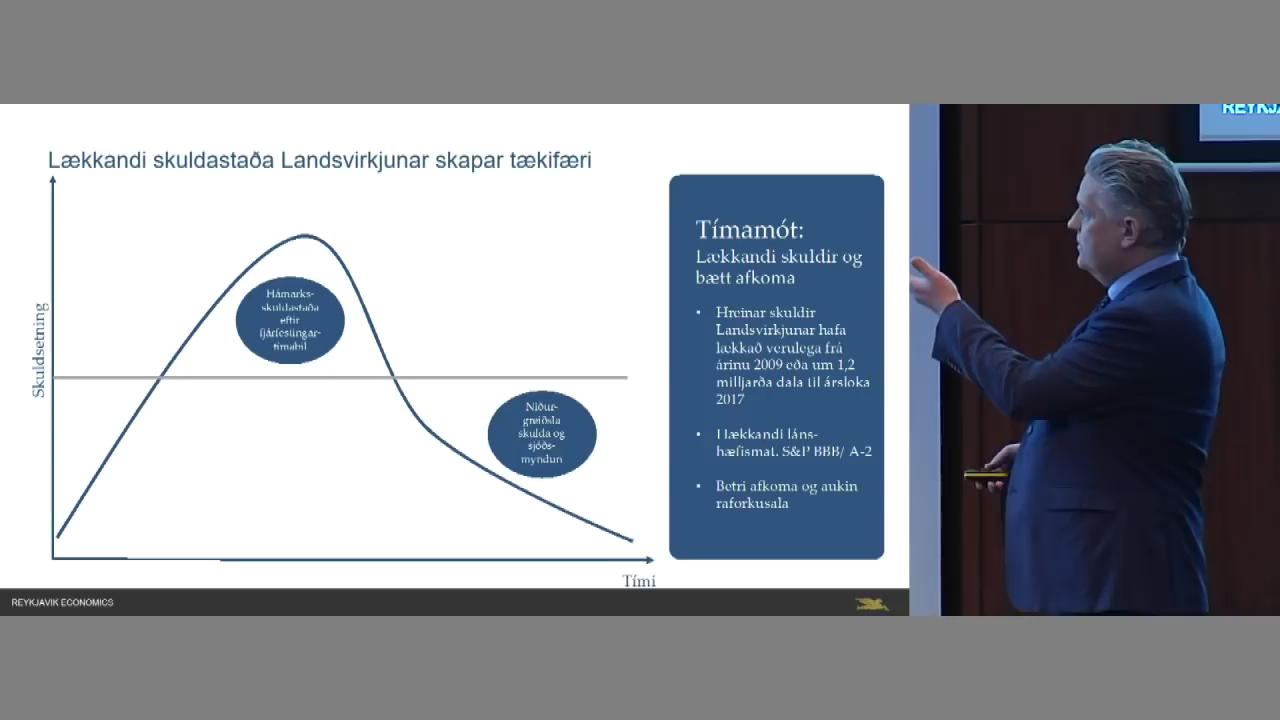 REYKJA
Lækkandi skuldastaða Landsvirkjunar skapar tækifæri
Skuldsetning
Hámarks-
skuldastaða
eftir
fjárfestingar-
tímabil
Niður-
greiðsla
skulda og
sjóðs-
myndun
Tími
Tímamót:
Lækkandi skuldir og
bætt afkoma
• Hreinar skuldir
Landsvirkjunar hafa
lækkað verulega frá
árinu 2009 eða um 1,2
milljarða dala til ársloka
2017
• Hækkandi láns-
hæfismat. S&P BBB/ A-2
• Betri afkoma og aukin
raforkusala
REYKJAVIK ECONOMICS